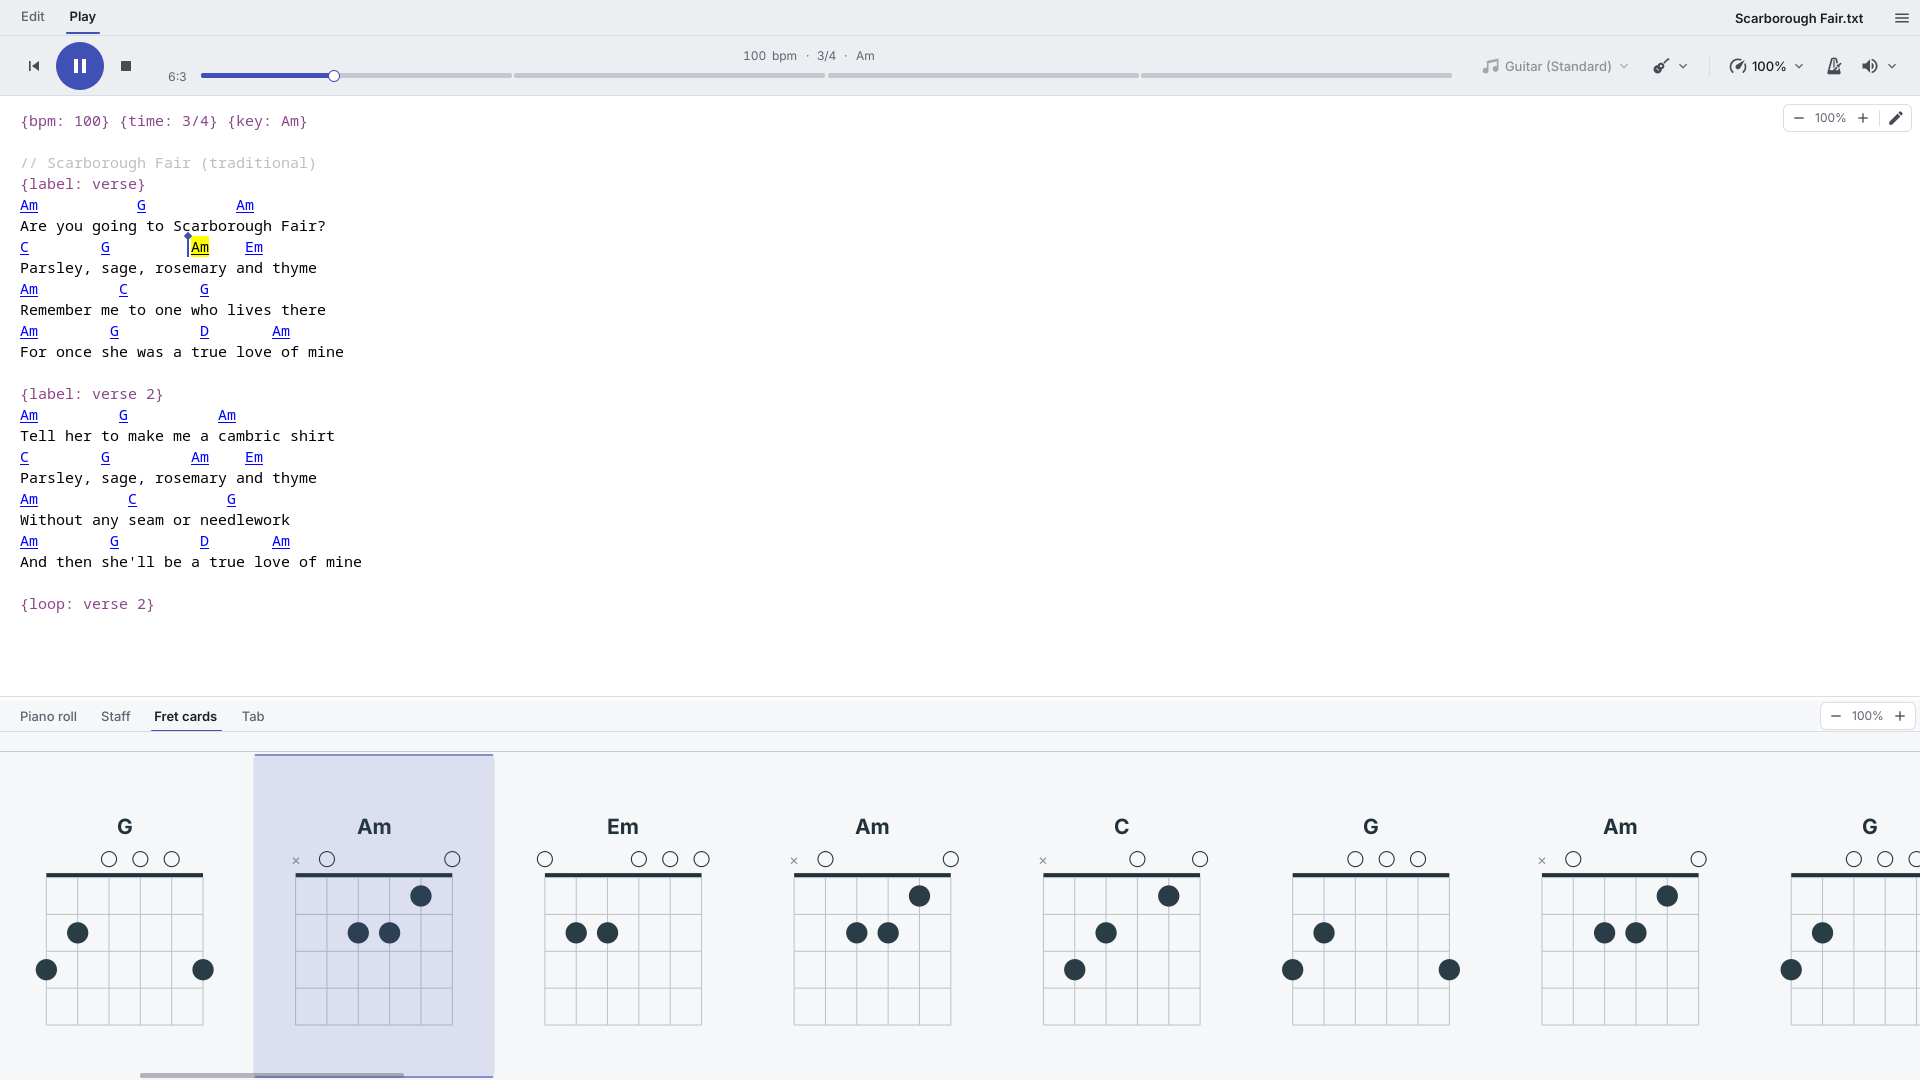 Edit Play Scarborough Fair.txt
100 bpm · 3/4 · Am
6:3 Guitar (Standard) 100%
{bpm: 100} {time: 3/4} {key: Am}
100%
// Scarborough Fair (traditional)
{label: verse}
Am G Am
Are you going to Scarborough Fair?
C G Am Em
Parsley, sage, rosemary and thyme
Am C G
Remember me to one who lives there
Am G D Am
For once she was a true love of mine
{label: verse 2}
Am G Am
Tell her to make me a cambric shirt
C G Am Em
Parsley, sage, rosemary and thyme
Am C G
Without any seam or needlework
Am G D Am
And then she'll be a true love of mine
{loop: verse 2}
Piano roll Staff Fret cards Tab 100%
G Am Em Am C G Am G
× × × ×